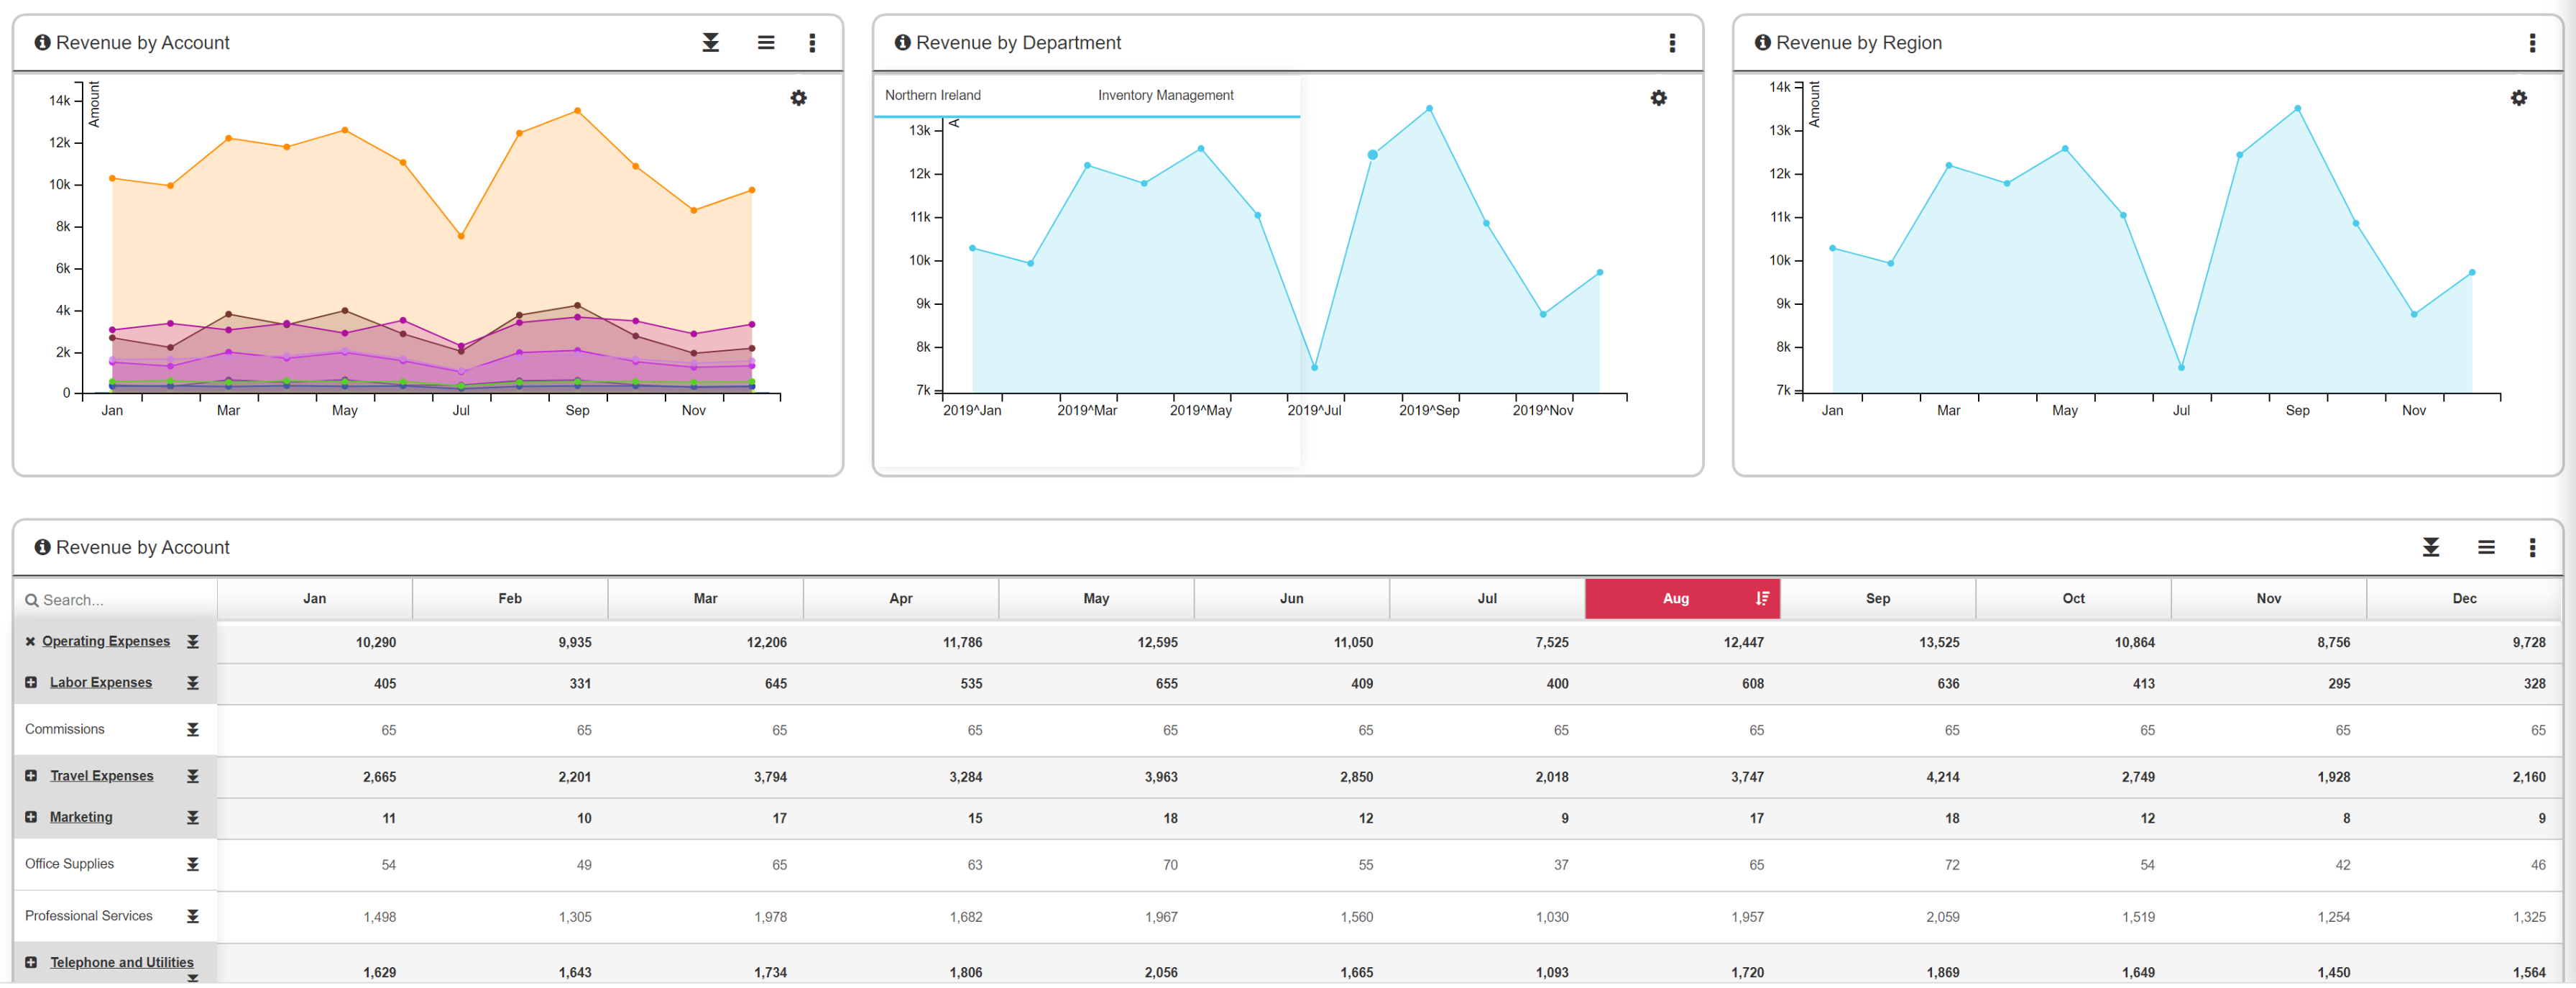 Revenue by Account
Amount
14k
12k
10k
8k
6k
4k
2k
0
Jan Mar May Jul Sep Nov
Revenue by Department
Northern Ireland Inventory Management
A
13k
12k
11k
10k
9k
8k
7k
2019^Jan 2019^Mar 2019^May 2019^Jul 2019^Sep 2019^Nov
Revenue by Region
Amount
14k
13k
12k
11k
10k
9k
8k
7k
Jan Mar May Jul Sep Nov
Revenue by Account
Search... Jan Feb Mar Apr May Jun Jul Aug Sep Oct Nov Dec
Operating Expenses 10,290 9,935 12,206 11,786 12,595 11,050 7,525 12,447 13,525 10,864 8,756 9,728
Labor Expenses 405 331 645 535 655 409 400 608 636 413 295 328
Commissions 65 65 65 65 65 65 65 65 65 65 65 65
Travel Expenses 2,665 2,201 3,794 3,284 3,963 2,850 2,018 3,747 4,214 2,749 1,928 2,160
Marketing 11 10 17 15 18 12 9 17 18 12 8 9
Office Supplies 54 49 65 63 70 55 37 65 72 54 42 46
Professional Services 1,498 1,305 1,978 1,682 1,967 1,560 1,030 1,957 2,059 1,519 1,254 1,325
Telephone and Utilities 1,629 1,643 1,734 1,806 2,056 1,665 1,093 1,720 1,869 1,649 1,450 1,564